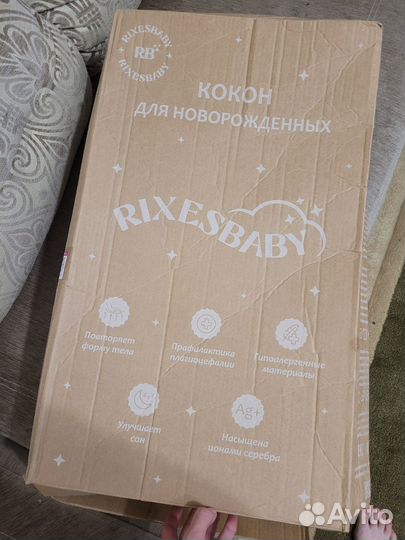 RIXESBABY
RB
RIXESBABY
КОКОН
ДЛЯ НОВОРОЖДЕННЫХ
RIXESBABY
Повторяет
форму тела
Профилактика
плагиоцефалии
Гипоалергенные
материалы
Улучшает
сон
Ag+
Насыщена
ионами серебра
Avito